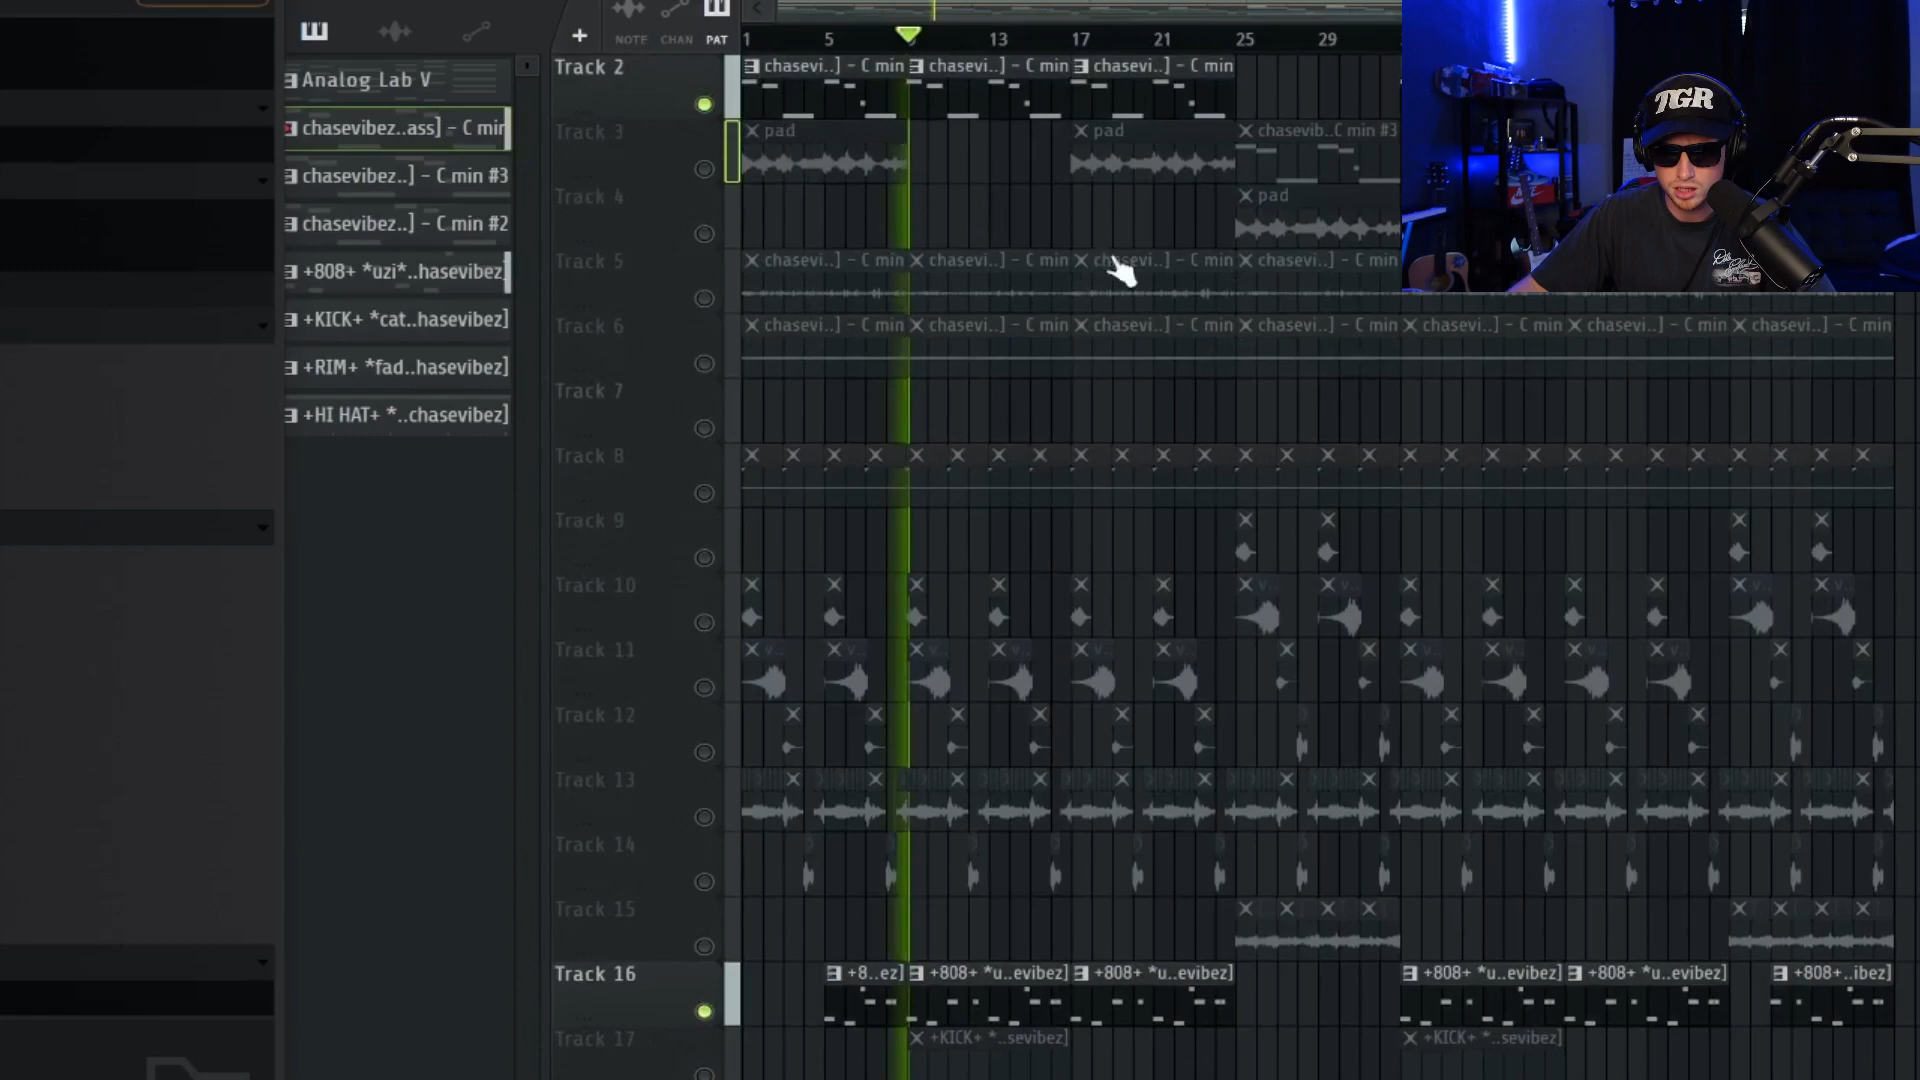 NOTE CHAN PAT
1 5 9 13 17 21 25 29
Analog Lab V
chasevibez..ass] - C min
chasevibez..] - C min #3
chasevibez..] - C min #2
+808+ *uzi*..hasevibez]
+KICK+ *cat..hasevibez]
+RIM+ *fad..hasevibez]
+HI HAT+ *..chasevibez]
Track 2
chasevi..] - C min chasevi..] - C min chasevi..] - C min
Track 3
pad pad chasevib..C min #3
Track 4
pad
Track 5
chasevi..] - C min chasevi..] - C min chasevi..] - C min chasevi..] - C min
Track 6
chasevi..] - C min chasevi..] - C min chasevi..] - C min chasevi..] - C min chasevi..] - C min chasevi..] - C min chasevi..] - C min
Track 7
Track 8
Track 9
Track 10
v.. v.. v.. v..
Track 11
v.. v.. v.. v.. v.. v.. v.. v.. v.. v..
Track 12
Track 13
Track 14
Track 15
Track 16
+8..ez] +808+ *u..evibez] +808+ *u..evibez] +808+ *u..evibez] +808+ *u..evibez] +808+..ibez]
Track 17
+KICK+ *..sevibez] +KICK+ *..sevibez]
TGR